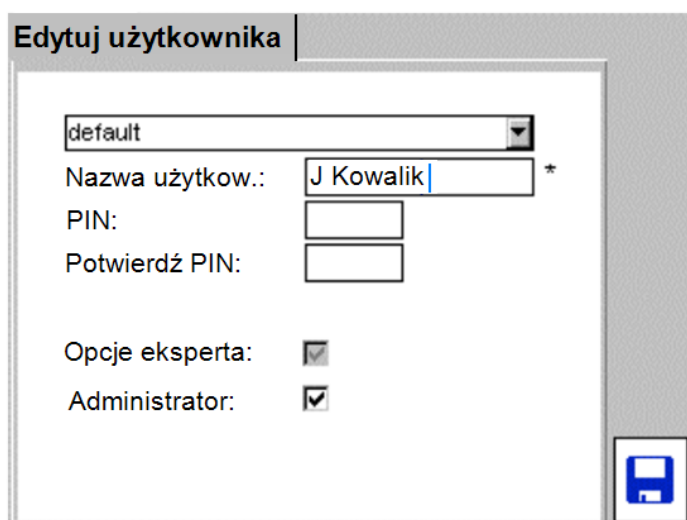 Edytuj użytkownika
default
Nazwa użytkow.: J Kowalik *
PIN:
Potwierdź PIN:
Opcje eksperta:
Administrator: